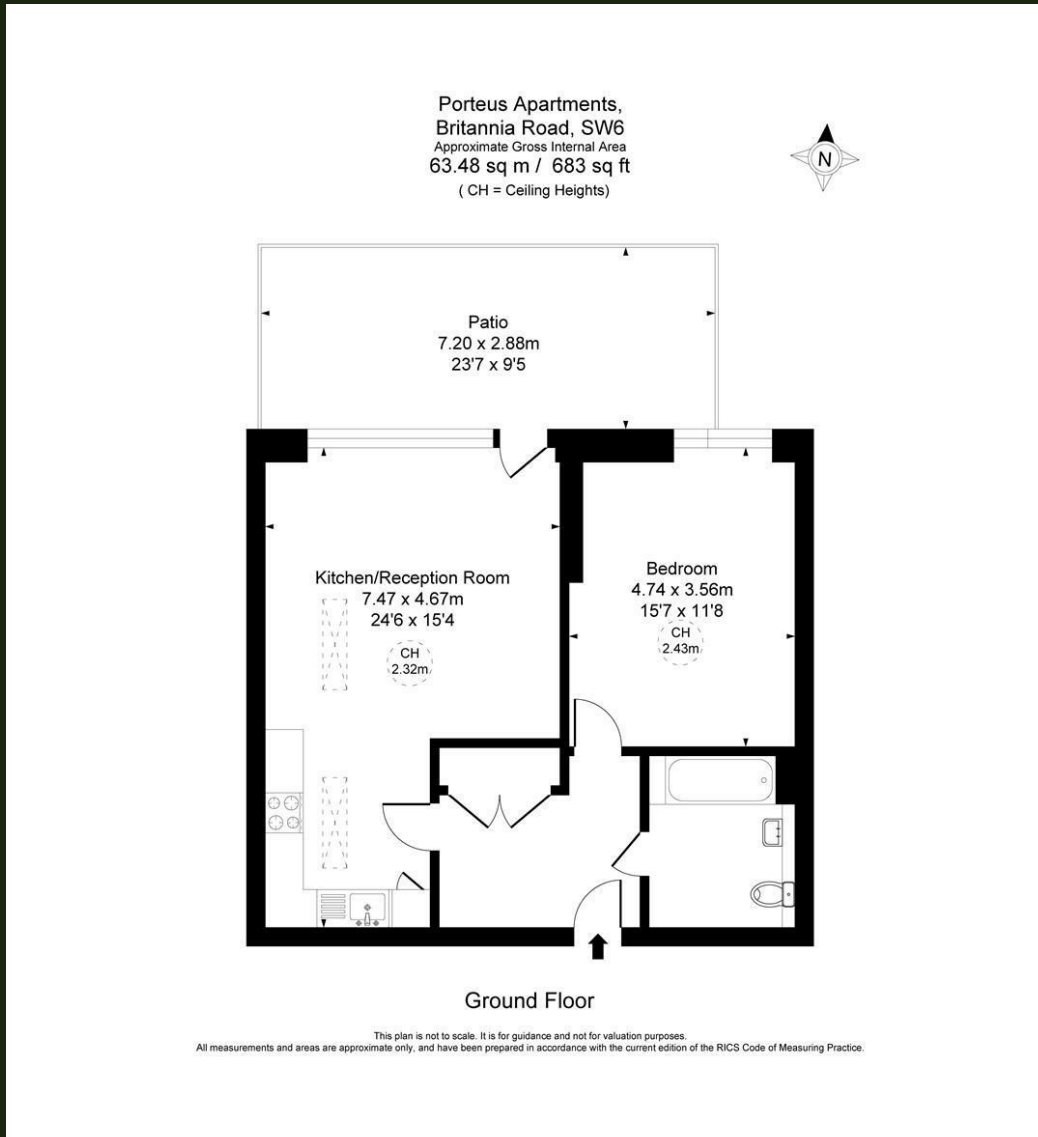 Porteus Apartments,
Britannia Road, SW6
Approximate Gross Internal Area
63.48 sq m / 683 sq ft
( CH = Ceiling Heights)
N
Patio
7.20 x 2.88m
23'7 x 9'5
Kitchen/Reception Room
7.47 x 4.67m
24'6 x 15'4
CH
2.32m
Bedroom
4.74 x 3.56m
15'7 x 11'8
CH
2.43m
Ground Floor
This plan is not to scale. It is for guidance and not for valuation purposes.
All measurements and areas are approximate only, and have been prepared in accordance with the current edition of the RICS Code of Measuring Practice.